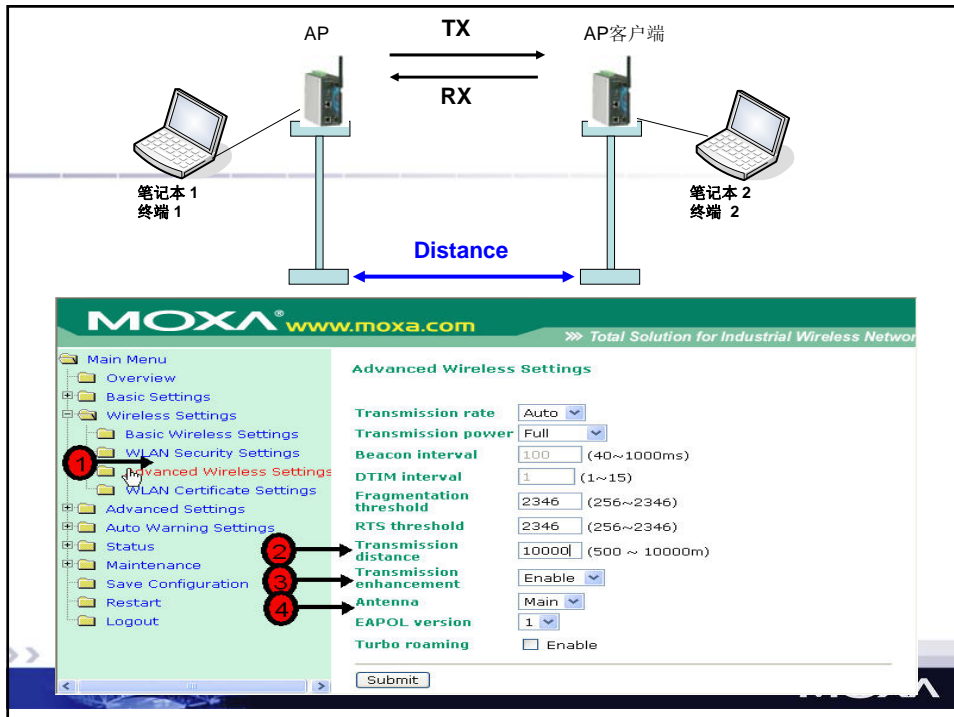 AP
TX
AP客户端
RX
笔记本 1
终端 1
笔记本 2
终端 2
Distance
MOXA® www.moxa.com
Total Solution for Industrial Wireless Networ
Main Menu
Overview
Basic Settings
Wireless Settings
Basic Wireless Settings
WLAN Security Settings
Advanced Wireless Settings
WLAN Certificate Settings
Advanced Settings
Auto Warning Settings
Status
Maintenance
Save Configuration
Restart
Logout
1
2
3
4
Advanced Wireless Settings
Transmission rate Auto
Transmission power Full
Beacon interval 100 (40~1000ms)
DTIM interval 1 (1~15)
Fragmentation
threshold 2346 (256~2346)
RTS threshold 2346 (256~2346)
Transmission
distance 10000 (500 ~ 10000m)
Transmission
enhancement Enable
Antenna Main
EAPOL version 1
Turbo roaming Enable
Submit